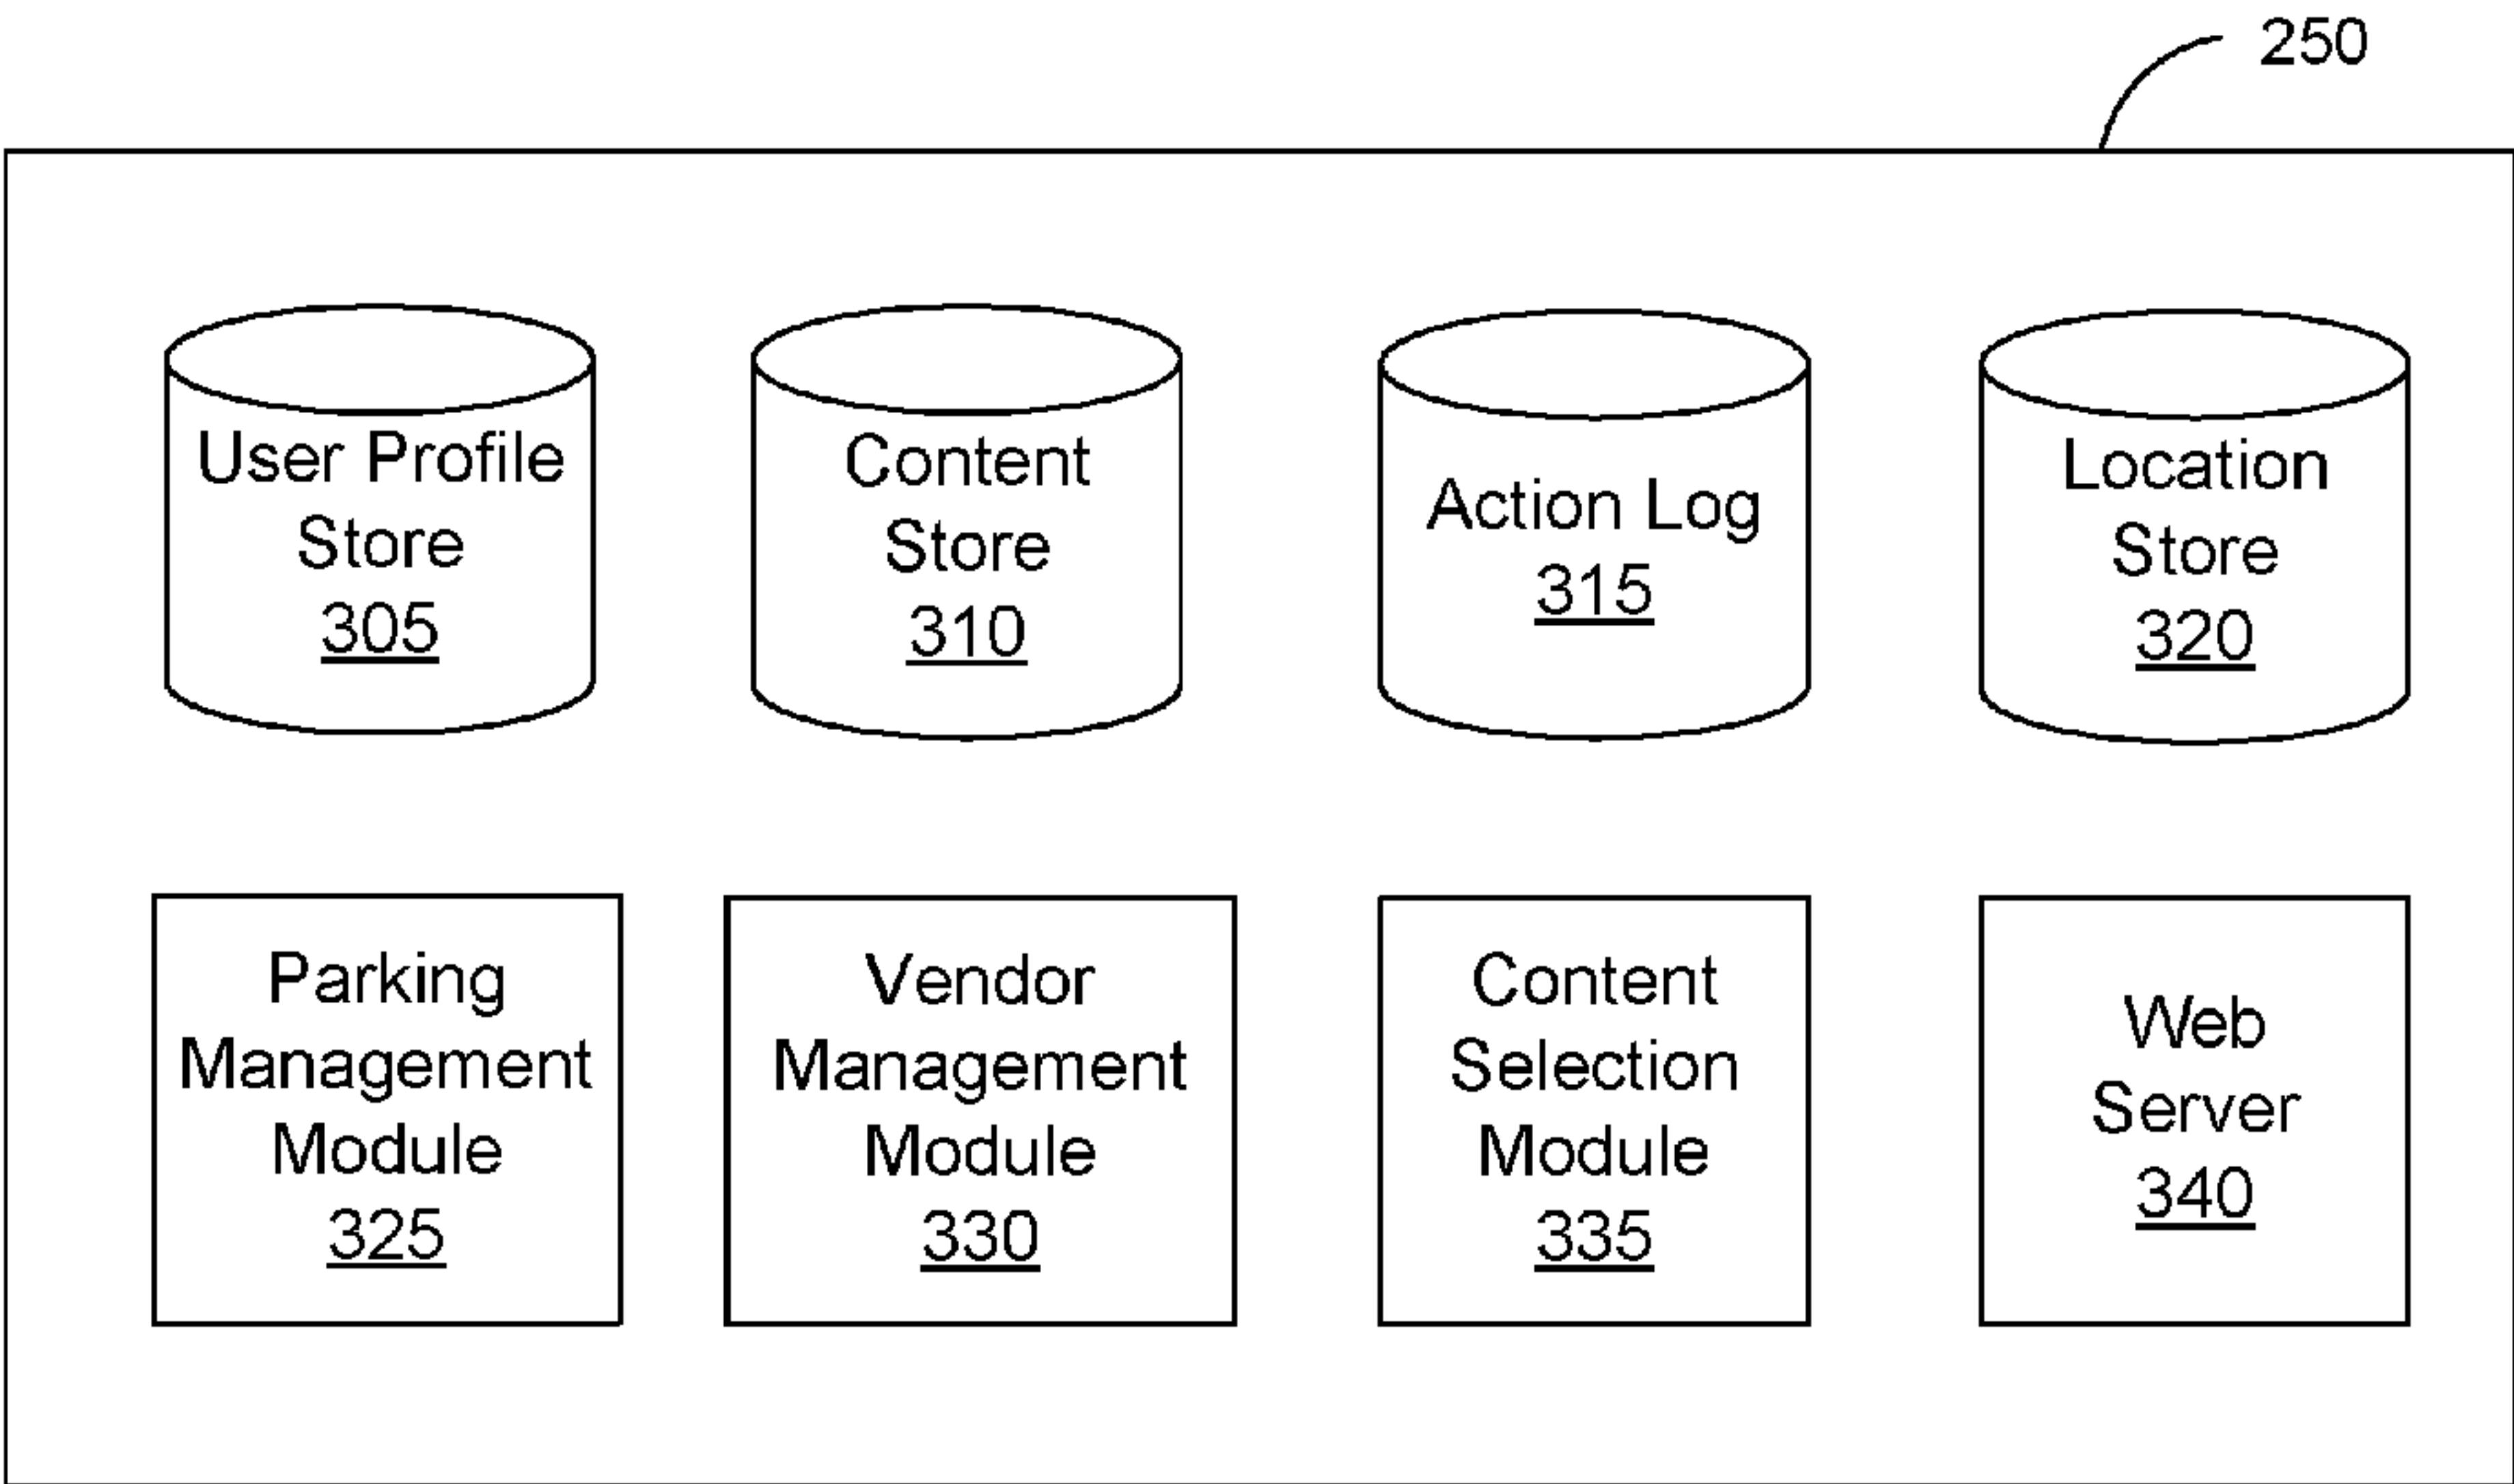 250
User Profile
Store
305
Content
Store
310
Action Log
315
Location
Store
320
Parking
Management
Module
325
Vendor
Management
Module
330
Content
Selection
Module
335
Web
Server
340